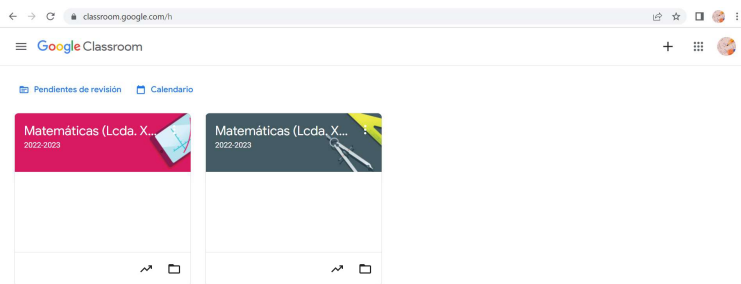 classroom.google.com/h
Google Classroom
Pendientes de revisión Calendario
Matemáticas (Lcda. X...
2022-2023
Matemáticas (Lcda. X...
2022-2023